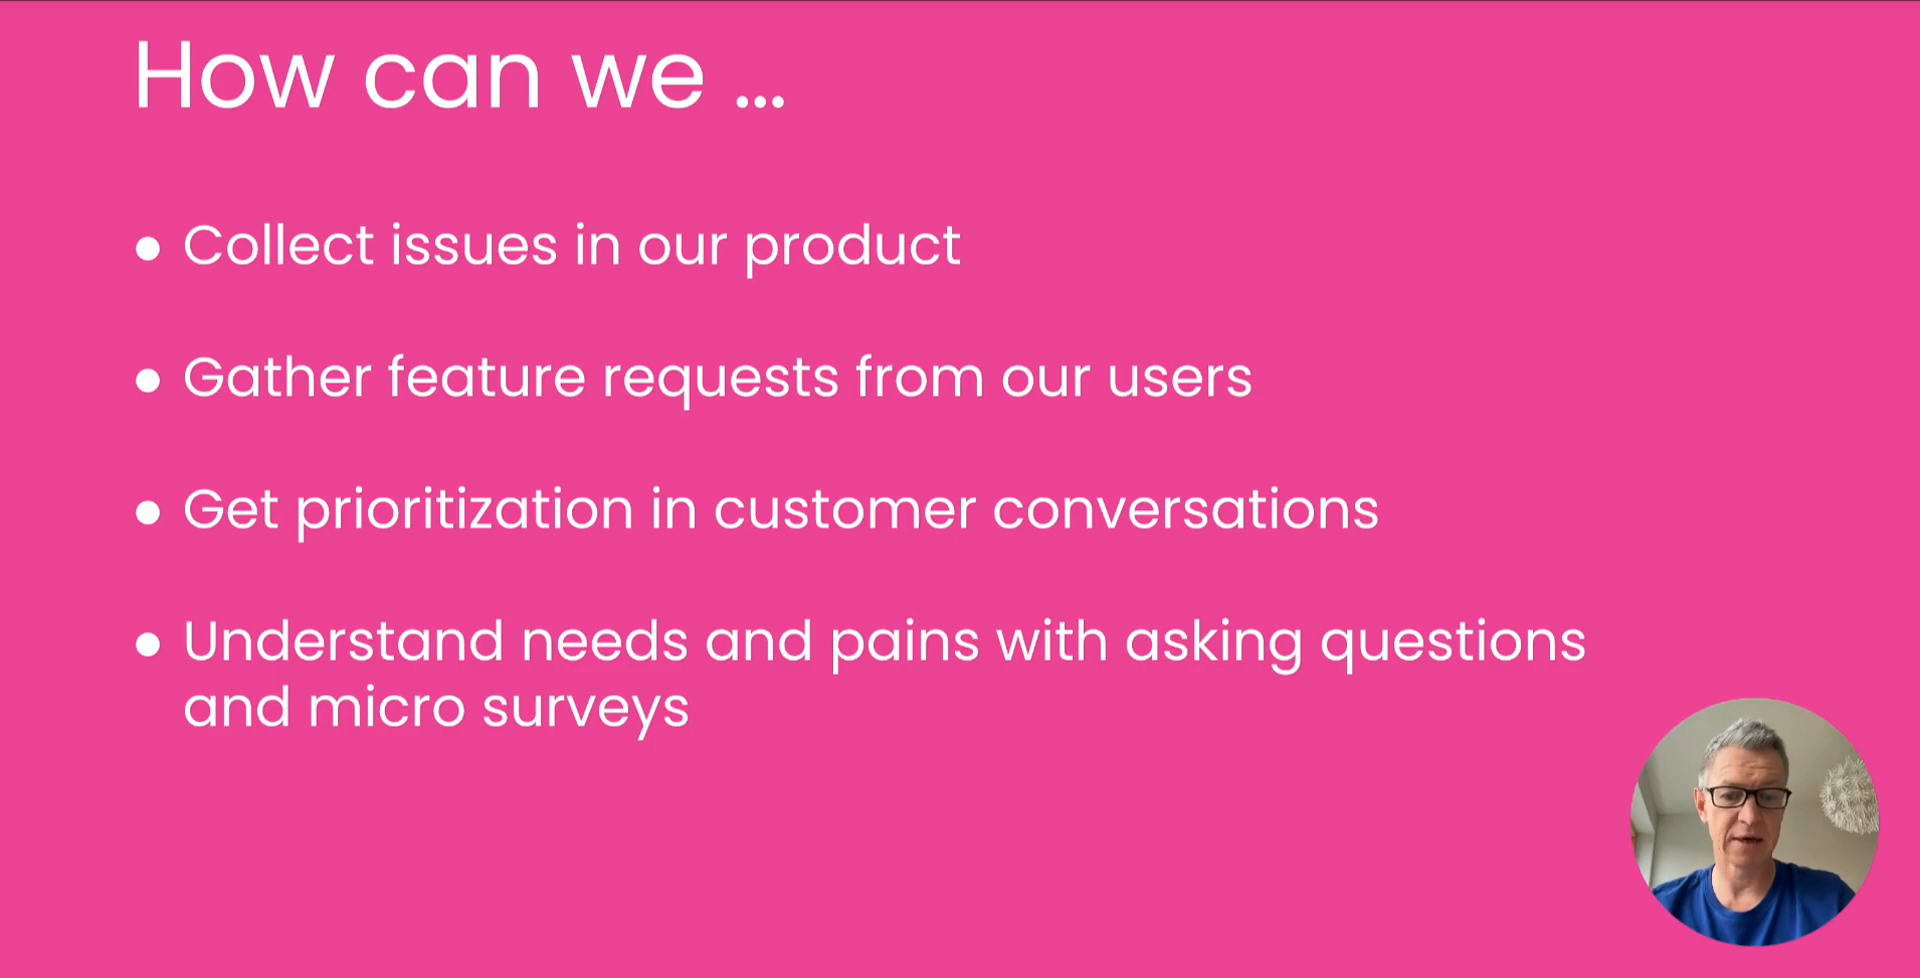 How can we ...
• Collect issues in our product
• Gather feature requests from our users
• Get prioritization in customer conversations
• Understand needs and pains with asking questions
and micro surveys